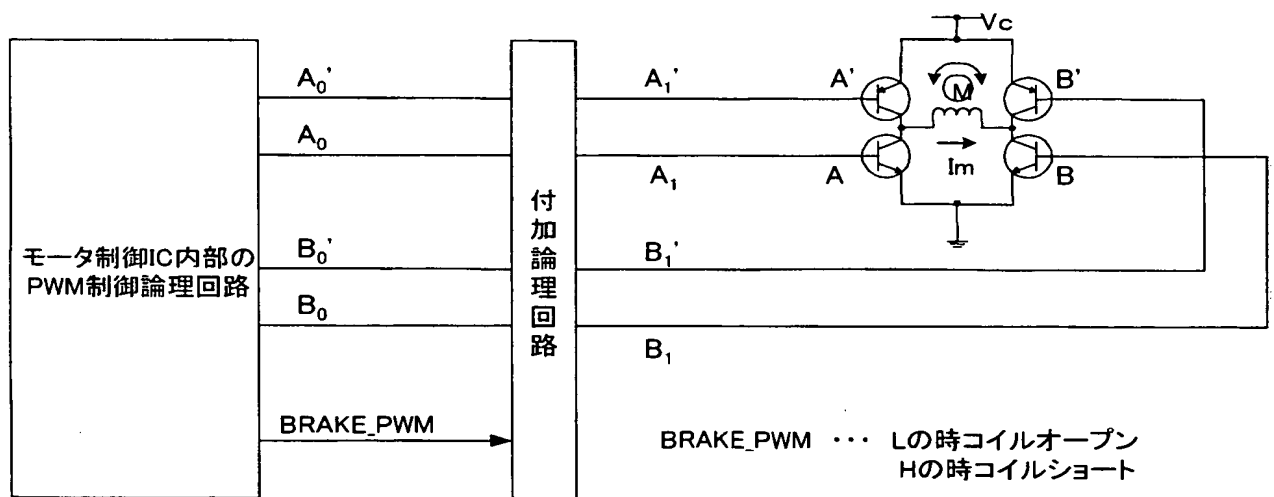 Vc
A₀'
A₁'
A'
M
B'
A₀
A₁
A
Im
B
モータ制御IC内部の
PWM制御論理回路
付加論理回路
B₀'
B₁'
B₀
B₁
BRAKE_PWM
BRAKE_PWM ・・・ Lの時コイルオープン
Hの時コイルショート